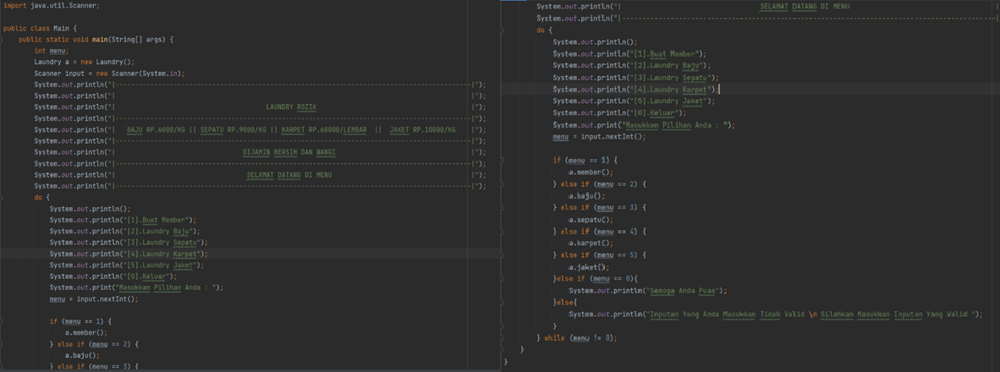 import java.util.Scanner;
public class Main {
public static void main(String[] args) {
int menu;
Laundry a = new Laundry();
Scanner input = new Scanner(System.in);
System.out.println("|---------------------------------------------------------------------------------------------|");
System.out.println("|                                                                                             |");
System.out.println("|                                       LAUNDRY ROZIK                                         |");
System.out.println("|---------------------------------------------------------------------------------------------|");
System.out.println("|   BAJU RP.6000/KG || SEPATU RP.9000/KG || KARPET RP.60000/LEMBAR  ||  JAKET RP.10000/KG    |");
System.out.println("|---------------------------------------------------------------------------------------------|");
System.out.println("|                                 DIJAMIN BERSIH DAN WANGI                                    |");
System.out.println("|---------------------------------------------------------------------------------------------|");
System.out.println("|                                  SELAMAT DATANG DI MENU                                     |");
System.out.println("|---------------------------------------------------------------------------------------------|");
do {
System.out.println();
System.out.println("[1].Buat Member");
System.out.println("[2].Laundry Baju");
System.out.println("[3].Laundry Sepatu");
System.out.println("[4].Laundry Karpet");
System.out.println("[5].Laundry Jaket");
System.out.println("[0].Keluar");
System.out.print("Masukkan Pilihan Anda : ");
menu = input.nextInt();
if (menu == 1) {
a.member();
} else if (menu == 2) {
a.baju();
} else if (menu == 3) {
System.out.println("|                                  SELAMAT DATANG DI MENU                                     |
System.out.println("|---------------------------------------------------------------------------------------------|
do {
System.out.println();
System.out.println("[1].Buat Member");
System.out.println("[2].Laundry Baju");
System.out.println("[3].Laundry Sepatu");
System.out.println("[4].Laundry Karpet");
System.out.println("[5].Laundry Jaket");
System.out.println("[0].Keluar");
System.out.print("Masukkan Pilihan Anda : ");
menu = input.nextInt();
if (menu == 1) {
a.member();
} else if (menu == 2) {
a.baju();
} else if (menu == 3) {
a.sepatu();
} else if (menu == 4) {
a.karpet();
} else if (menu == 5) {
a.jaket();
}else if (menu == 0){
System.out.println("Semoga Anda Puas");
}else{
System.out.println("Inputan Yang Anda Masukkan Tidak Valid \n Silahkan Masukkan Inputan Yang Walid ");
}
} while (menu != 0);
}
}